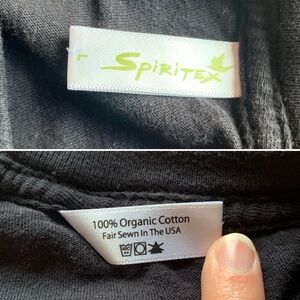 L
SPIRITEX
100% Organic Cotton
Fair Sewn In The USA